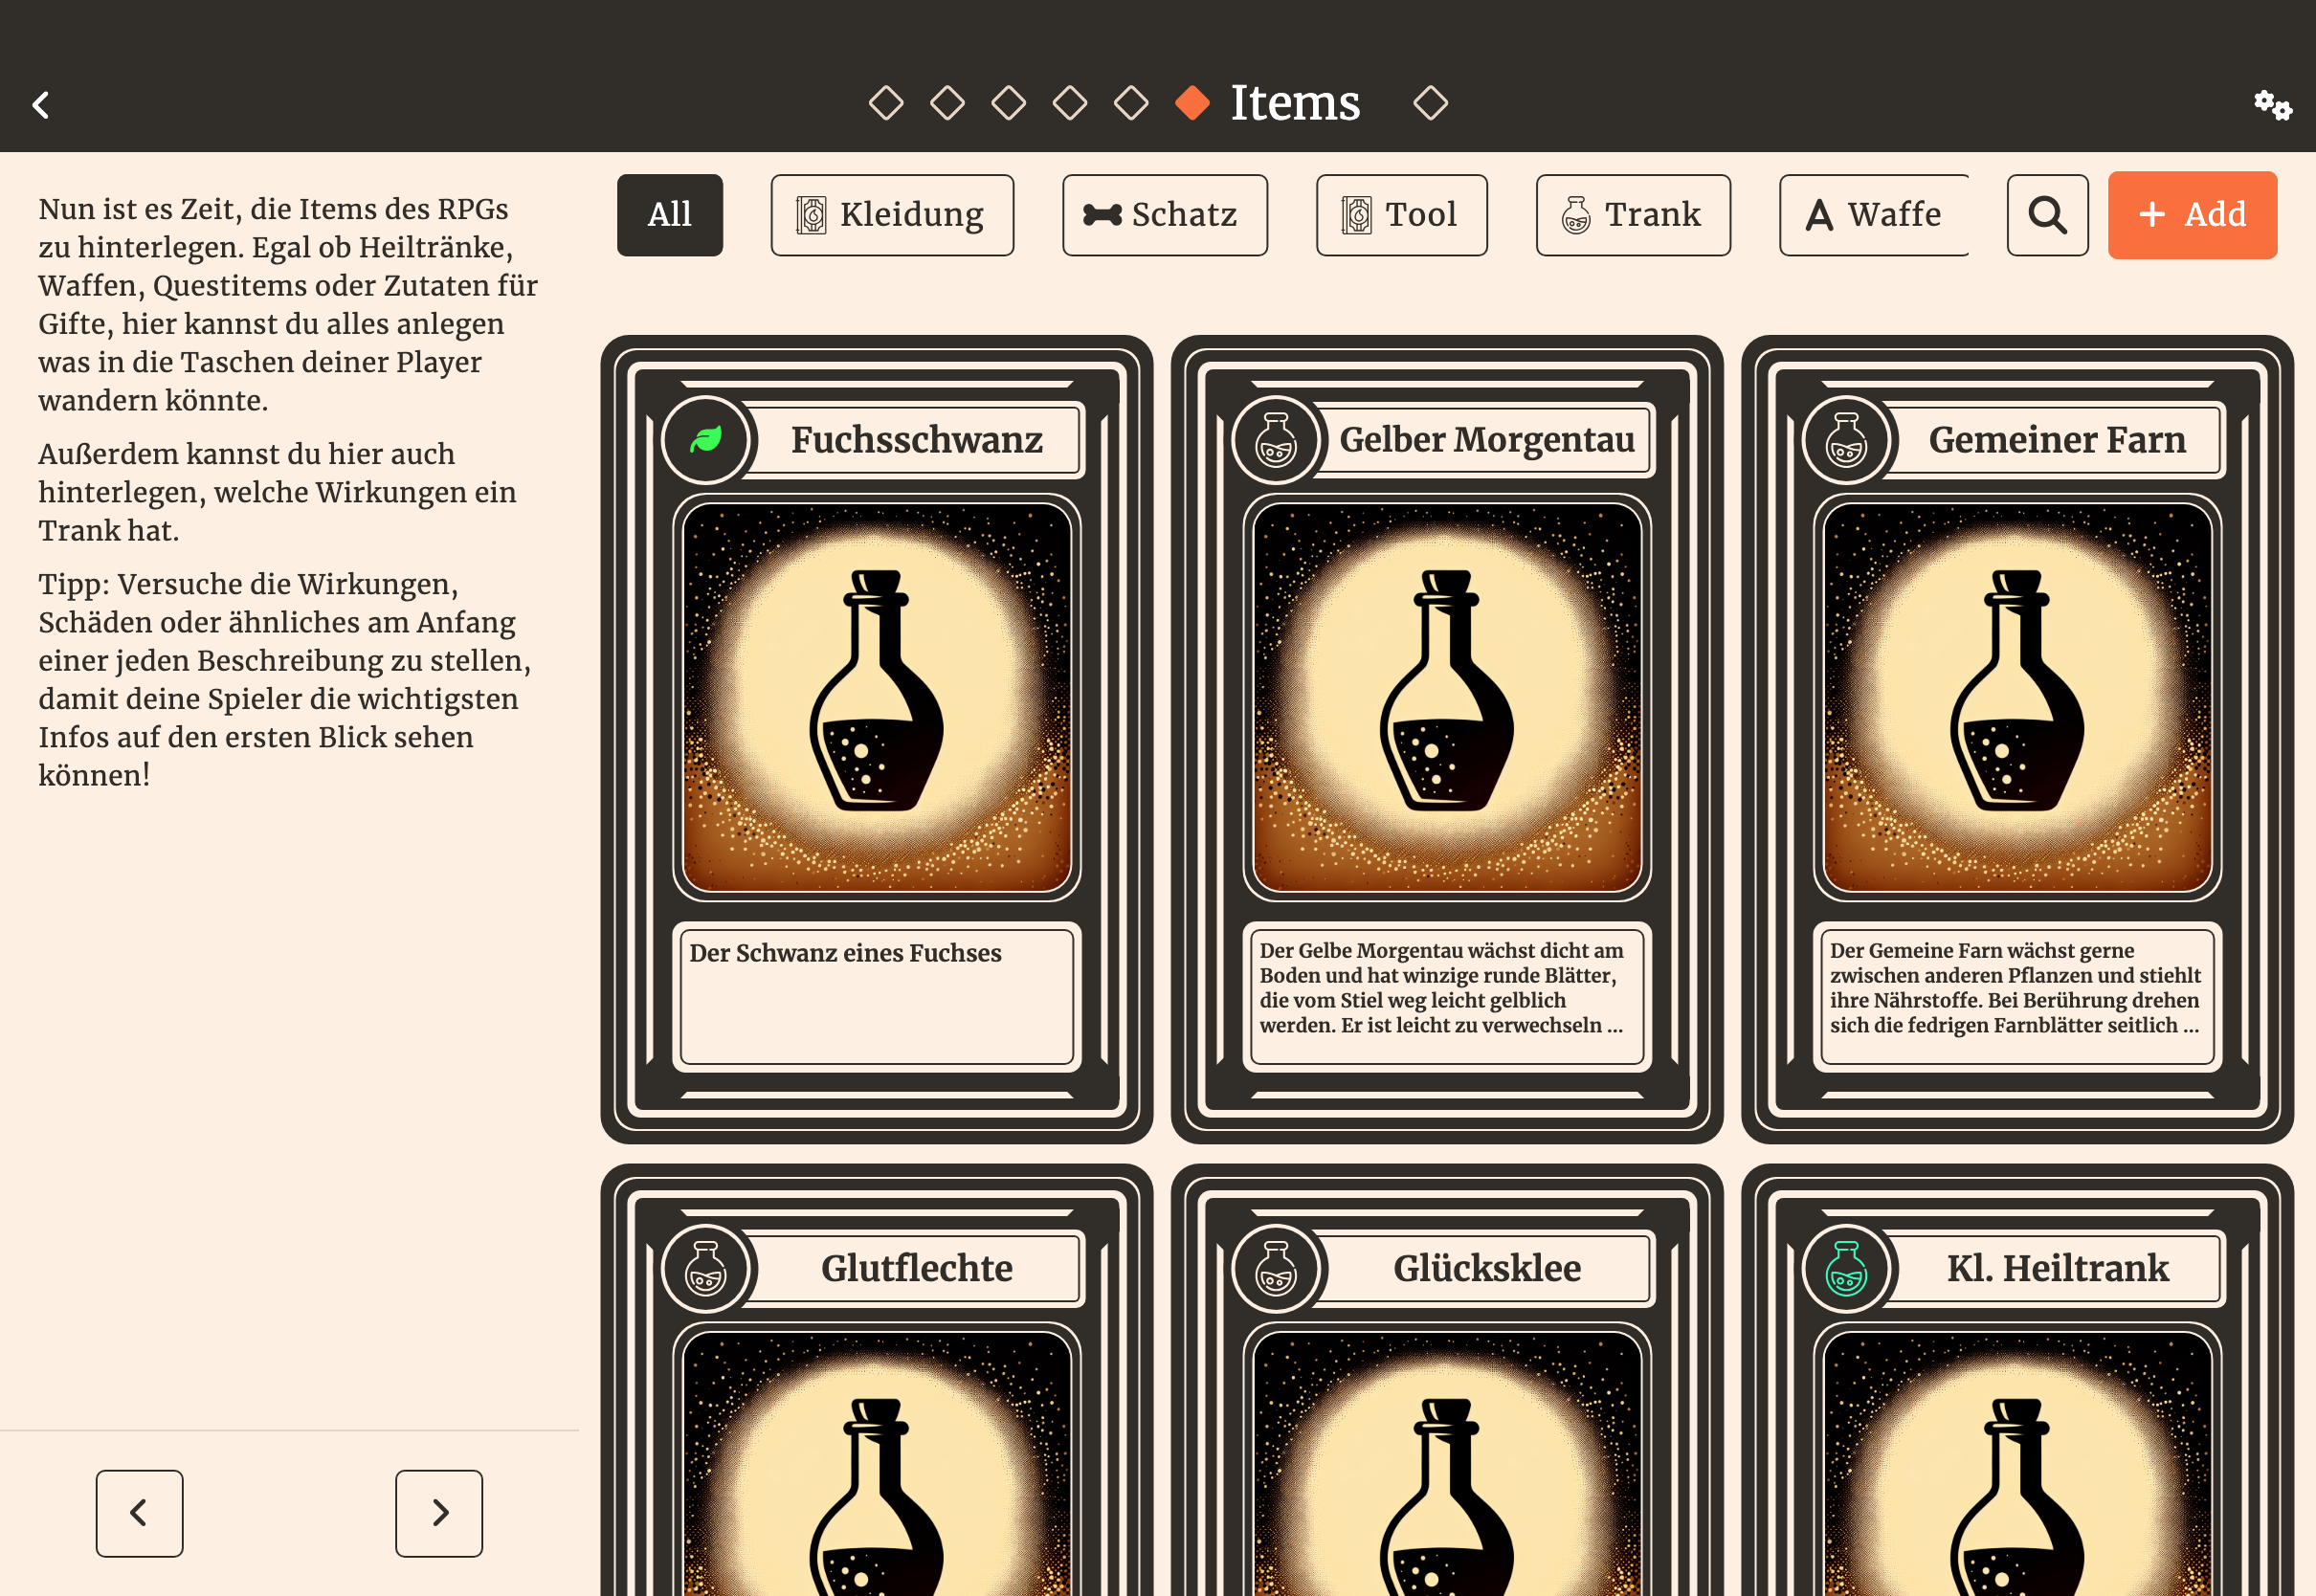 Items
Nun ist es Zeit, die Items des RPGs
zu hinterlegen. Egal ob Heiltränke,
Waffen, Questitems oder Zutaten für
Gifte, hier kannst du alles anlegen
was in die Taschen deiner Player
wandern könnte.
Außerdem kannst du hier auch
hinterlegen, welche Wirkungen ein
Trank hat.
Tipp: Versuche die Wirkungen,
Schäden oder ähnliches am Anfang
einer jeden Beschreibung zu stellen,
damit deine Spieler die wichtigsten
Infos auf den ersten Blick sehen
können!
All
Kleidung
Schatz
Tool
Trank
Waffe
+ Add
Fuchsschwanz
Der Schwanz eines Fuchses
Gelber Morgentau
Der Gelbe Morgentau wächst dicht am
Boden und hat winzige runde Blätter,
die vom Stiel weg leicht gelblich
werden. Er ist leicht zu verwechseln ...
Gemeiner Farn
Der Gemeine Farn wächst gerne
zwischen anderen Pflanzen und stiehlt
ihre Nährstoffe. Bei Berührung drehen
sich die fedrigen Farnblätter seitlich ...
Glutflechte
Glücksklee
Kl. Heiltrank